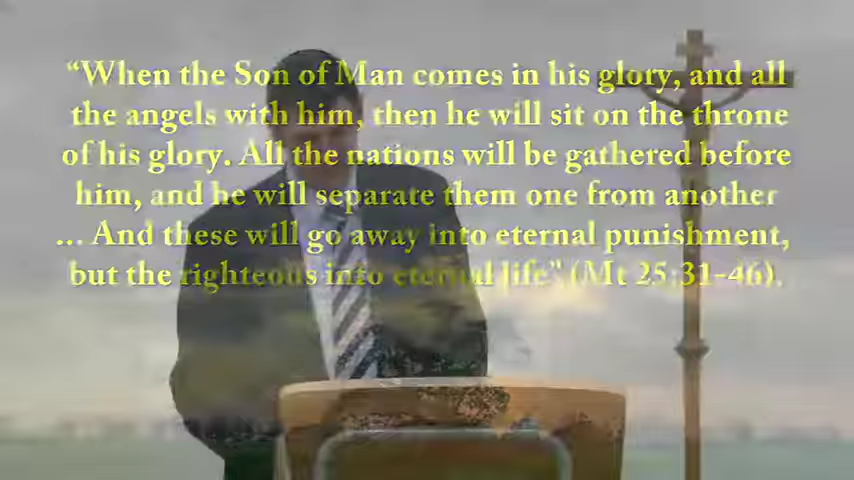 “When the Son of Man comes in his glory, and all
the angels with him, then he will sit on the throne
of his glory. All the nations will be gathered before
him, and he will separate them one from another
... And these will go away into eternal punishment,
but the righteous into eternal life” (Mt 25:31-46).